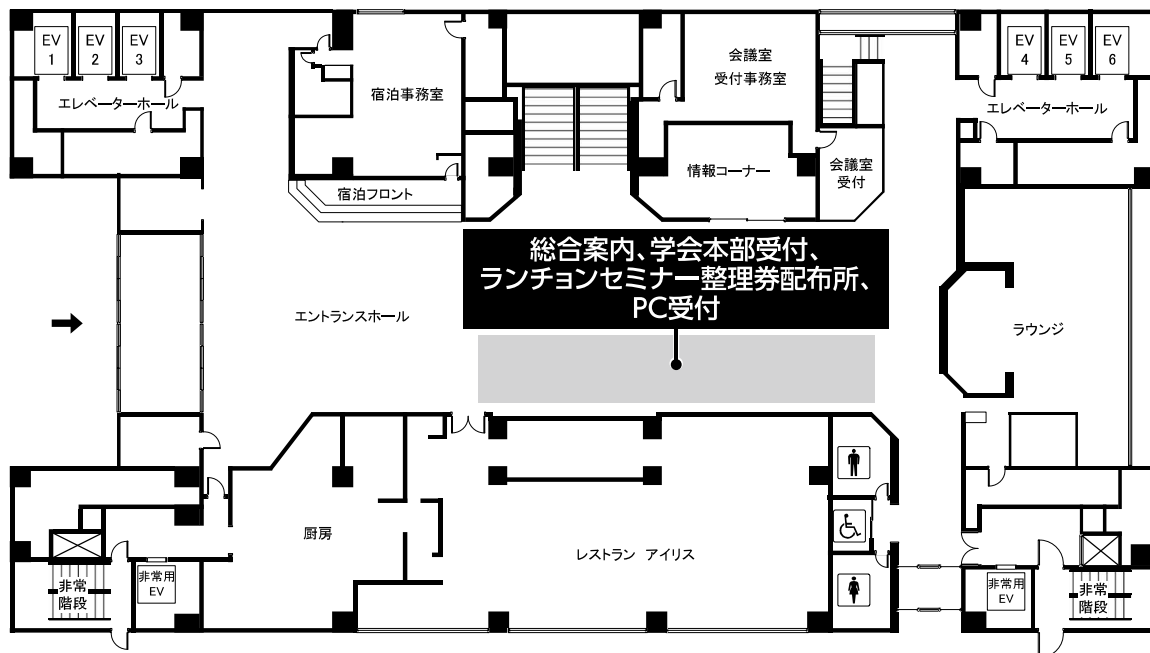 EV
1
EV
2
EV
3
エレベーターホール
宿泊事務室
宿泊フロント
会議室
受付事務室
情報コーナー
会議室
受付
EV
4
EV
5
EV
6
エレベーターホール
総合案内、学会本部受付、
ランチョンセミナー整理券配布所、
PC受付
エントランスホール
ラウンジ
厨房
レストラン アイリス
非常
階段
非常用
EV
非常用
EV
非常
階段